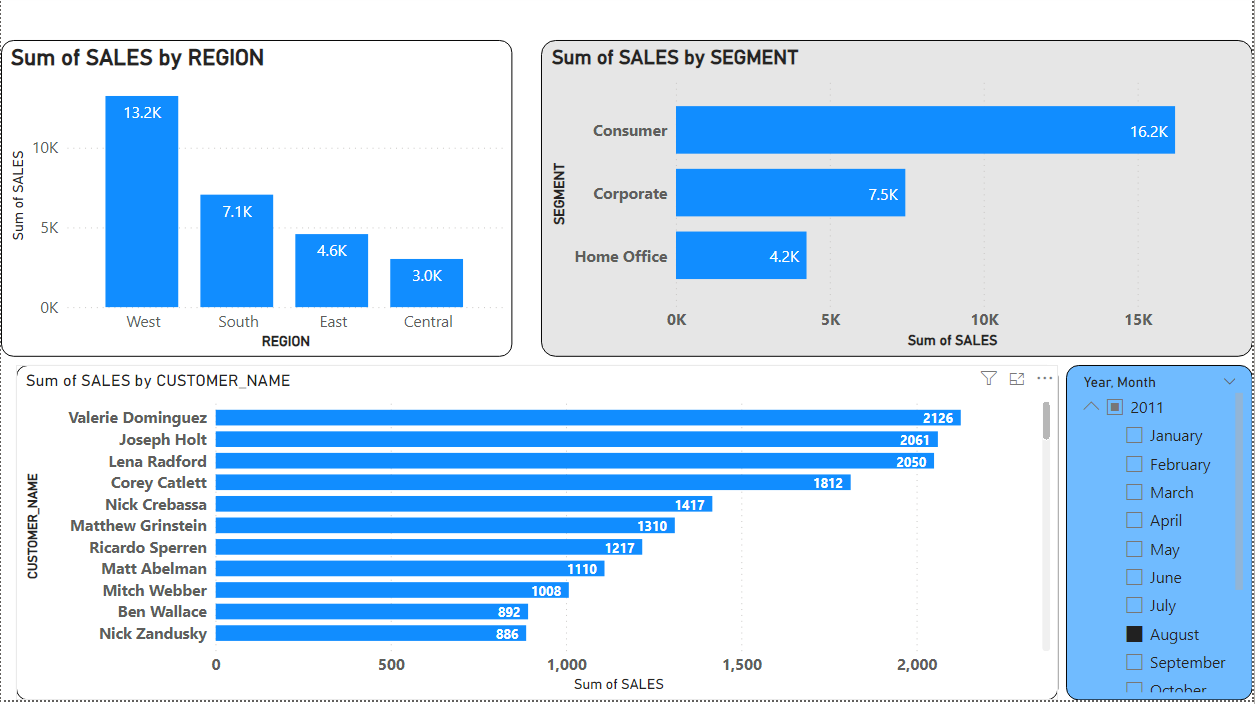 Sum of SALES by REGION
Sum of SALES
10K
5K
0K
13.2K
7.1K
4.6K
3.0K
West South East Central
REGION
Sum of SALES by SEGMENT
SEGMENT
Consumer 16.2K
Corporate 7.5K
Home Office 4.2K
0K 5K 10K 15K
Sum of SALES
Sum of SALES by CUSTOMER_NAME
CUSTOMER_NAME
Valerie Dominguez 2126
Joseph Holt 2061
Lena Radford 2050
Corey Catlett 1812
Nick Crebassa 1417
Matthew Grinstein 1310
Ricardo Sperren 1217
Matt Abelman 1110
Mitch Webber 1008
Ben Wallace 892
Nick Zandusky 886
0 500 1,000 1,500 2,000
Sum of SALES
Year, Month
2011
January
February
March
April
May
June
July
August
September
October